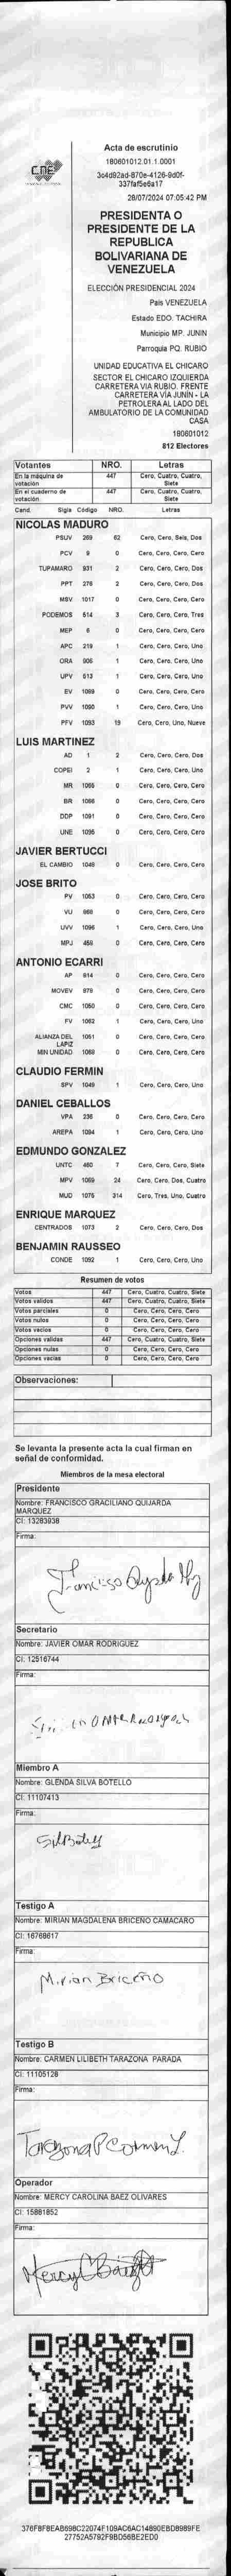 CNE
Acta de escrutinio
180601012.01.1.0001
28/07/2024 07:05:42 PM
PRESIDENTA O
PRESIDENTE DE LA
REPUBLICA
BOLIVARIANA DE
VENEZUELA
ELECCIÓN PRESIDENCIAL 2024
País VENEZUELA
Estado EDO. TACHIRA
Municipio MP. JUNIN
Parroquia PQ. RUBIO
UNIDAD EDUCATIVA EL CHICARO
SECTOR EL CHICARO IZQUIERDA
CARRETERA VIA RUBIO. FRENTE
CARRETERA VÍA JUNÍN - LA
PETROLERA AL LADO DEL
AMBULATORIO DE LA COMUNIDAD
CASA
180601012
812 Electores
Votantes NRO. Letras
En la máquina de votación 447 Cero, Cuatro, Cuatro, Siete
En el cuaderno de votación 447 Cero, Cuatro, Cuatro, Siete
Cand. Sigla Código NRO. Letras
NICOLAS MADURO
PSUV 269 62 Cero, Cero, Seis, Dos
PCV 9 0 Cero, Cero, Cero, Cero
TUPAMARO 931 2 Cero, Cero, Cero, Dos
PPT 276 2 Cero, Cero, Cero, Dos
MSV 1017 0 Cero, Cero, Cero, Cero
PODEMOS 514 3 Cero, Cero, Cero, Tres
MEP 6 0 Cero, Cero, Cero, Cero
APC 219 1 Cero, Cero, Cero, Uno
ORA 906 1 Cero, Cero, Cero, Uno
UPV 613 1 Cero, Cero, Cero, Uno
EV 1089 0 Cero, Cero, Cero, Cero
PVV 1090 1 Cero, Cero, Cero, Uno
PFV 1093 19 Cero, Cero, Uno, Nueve
LUIS MARTINEZ
AD 1 2 Cero, Cero, Cero, Dos
COPEI 2 1 Cero, Cero, Cero, Uno
MR 1065 0 Cero, Cero, Cero, Cero
BR 1066 0 Cero, Cero, Cero, Cero
DDP 1091 0 Cero, Cero, Cero, Cero
UNE 1095 0 Cero, Cero, Cero, Cero
JAVIER BERTUCCI
EL CAMBIO 1049 0 Cero, Cero, Cero, Cero
JOSE BRITO
PV 1053 0 Cero, Cero, Cero, Cero
VU 868 0 Cero, Cero, Cero, Cero
UVV 1096 1 Cero, Cero, Cero, Uno
MPJ 459 0 Cero, Cero, Cero, Cero
ANTONIO ECARRI
AP 814 0 Cero, Cero, Cero, Cero
MOVEV 879 0 Cero, Cero, Cero, Cero
CMC 1050 0 Cero, Cero, Cero, Cero
FV 1062 1 Cero, Cero, Cero, Uno
ALIANZA DEL LAPIZ 1051 0 Cero, Cero, Cero, Cero
MIN UNIDAD 1068 0 Cero, Cero, Cero, Cero
CLAUDIO FERMIN
SPV 1046 1 Cero, Cero, Cero, Uno
DANIEL CEBALLOS
VPA 236 0 Cero, Cero, Cero, Cero
AREPA 1094 1 Cero, Cero, Cero, Uno
EDMUNDO GONZALEZ
UNTC 460 7 Cero, Cero, Cero, Siete
MPV 1069 24 Cero, Cero, Dos, Cuatro
MUD 1075 314 Cero, Tres, Uno, Cuatro
ENRIQUE MARQUEZ
CENTRADOS 1073 2 Cero, Cero, Cero, Dos
BENJAMIN RAUSSEO
CONDE 1092 1 Cero, Cero, Cero, Uno
Resumen de votos
Votos 447 Cero, Cuatro, Cuatro, Siete
Votos validos 447 Cero, Cuatro, Cuatro, Siete
Votos parciales 0 Cero, Cero, Cero, Cero
Votos nulos 0 Cero, Cero, Cero, Cero
Votos vacios 0 Cero, Cero, Cero, Cero
Opciones validas 447 Cero, Cuatro, Cuatro, Siete
Opciones nulas 0 Cero, Cero, Cero, Cero
Opciones vacias 0 Cero, Cero, Cero, Cero
Observaciones:
Se levanta la presente acta la cual firman en
señal de conformidad.
Miembros de la mesa electoral
Presidente
Nombre: FRANCISCO GRACILIANO QUIJARDA
MARQUEZ
CI: 13283938
Firma:
Secretario
Nombre: JAVIER OMAR RODRIGUEZ
CI: 12516744
Firma:
Miembro A
Nombre: GLENDA SILVA BOTELLO
CI: 11107413
Firma:
Testigo A
Nombre: MIRIAN MAGDALENA BRICENO CAMACARO
CI: 16768617
Firma:
Mirian Briceño
Testigo B
Nombre: CARMEN LILIBETH TARAZONA PARADA
CI: 11105128
Firma:
Operador
Nombre: MERCY CAROLINA BAEZ OLIVARES
CI: 15881852
Firma: